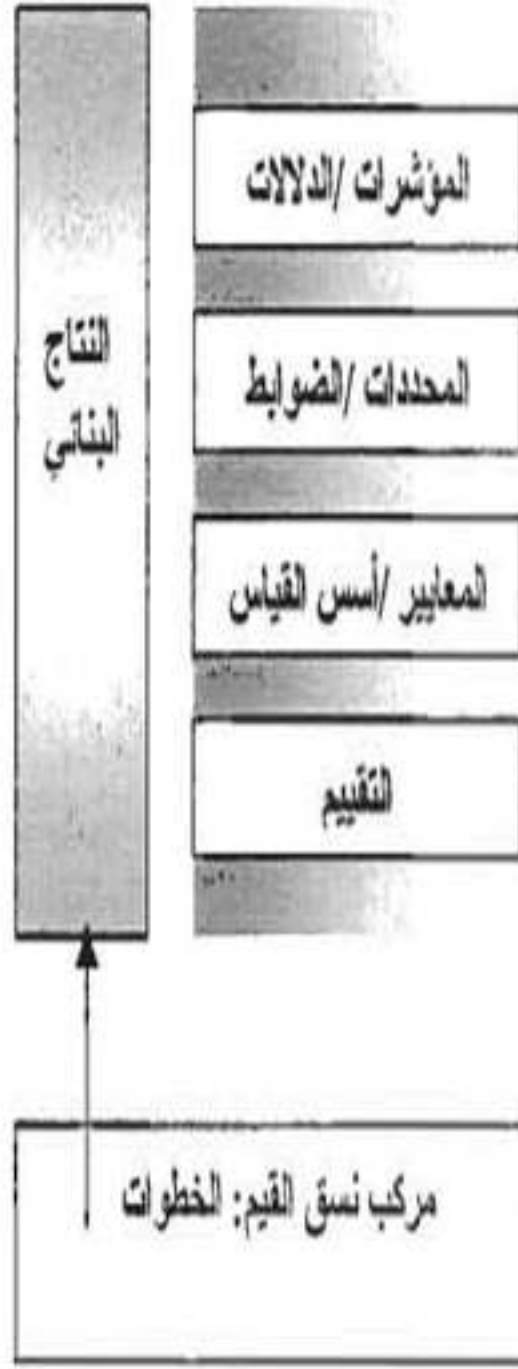 المؤشرات /الدلالات
المحددات /الضوابط
المعايير /أسس القياس
التقييم
النتاج
البنائي
مركب نسق القيم: الخطوات